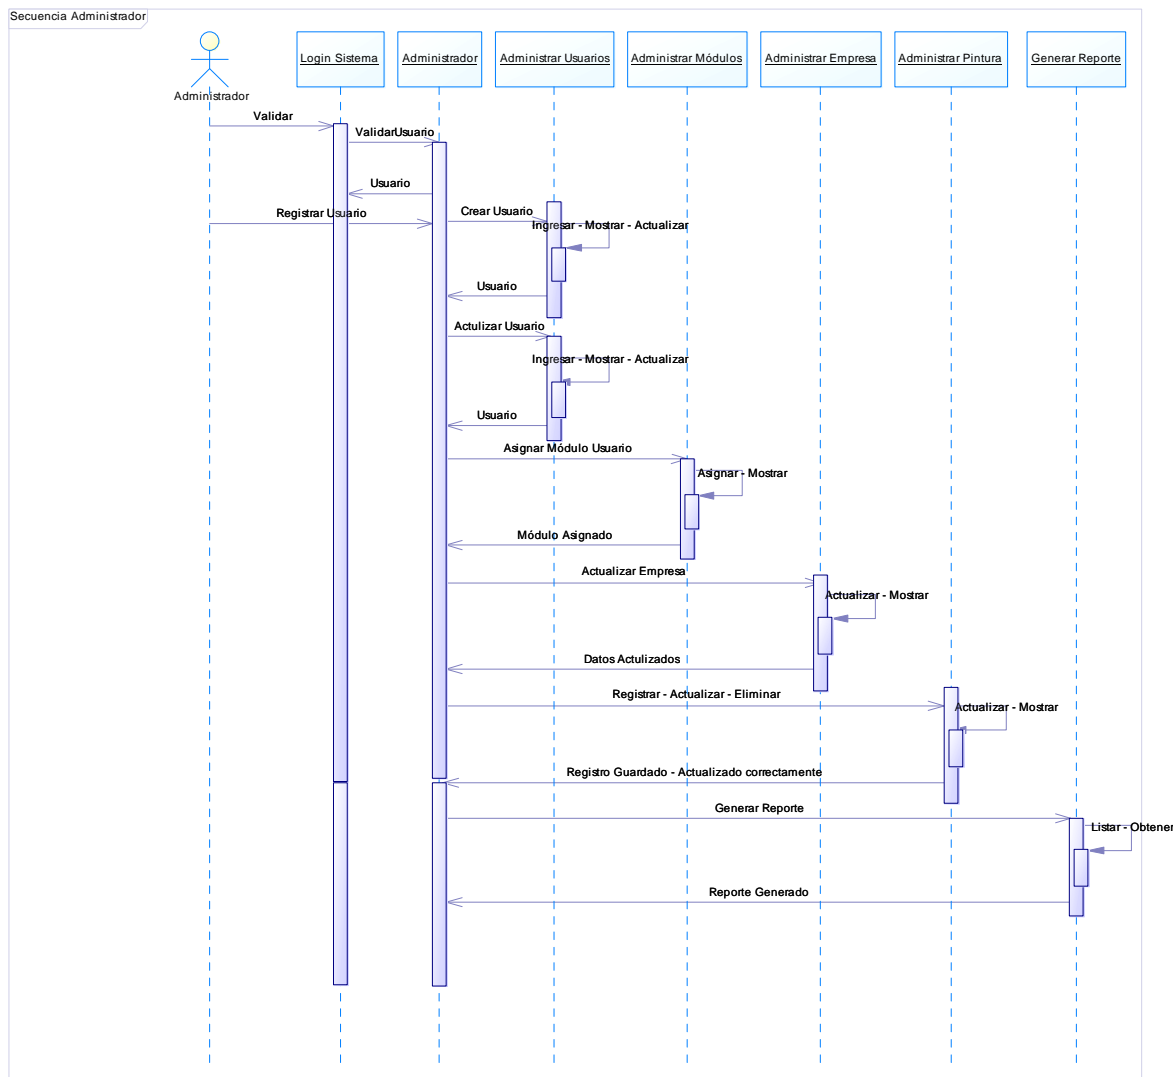 Secuencia Administrador
Administrador
Login Sistema
Administrador
Administrar Usuarios
Administrar Módulos
Administrar Empresa
Administrar Pintura
Generar Reporte
Validar
ValidarUsuario
Usuario
Registrar Usuario
Crear Usuario
Ingresar - Mostrar - Actualizar
Usuario
Actulizar Usuario
Ingresar - Mostrar - Actualizar
Usuario
Asignar Módulo Usuario
Asignar - Mostrar
Módulo Asignado
Actualizar Empresa
Actualizar - Mostrar
Datos Actulizados
Registrar - Actualizar - Eliminar
Actualizar - Mostrar
Registro Guardado - Actualizado correctamente
Generar Reporte
Listar - Obtener
Reporte Generado